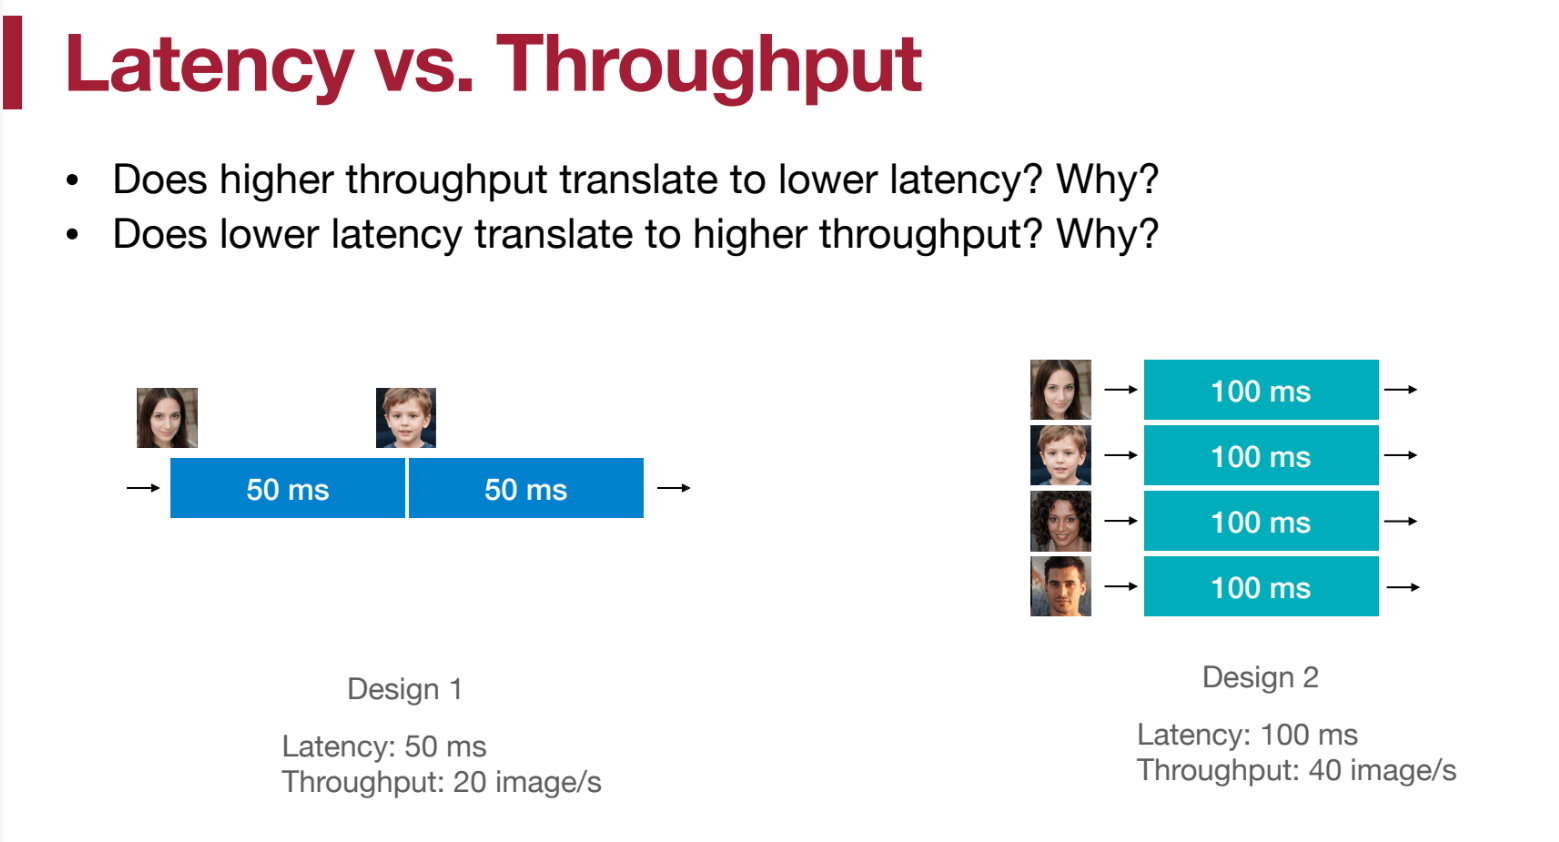 Latency vs. Throughput
• Does higher throughput translate to lower latency? Why?
• Does lower latency translate to higher throughput? Why?
50 ms 50 ms
Design 1
Latency: 50 ms
Throughput: 20 image/s
100 ms
100 ms
100 ms
100 ms
Design 2
Latency: 100 ms
Throughput: 40 image/s